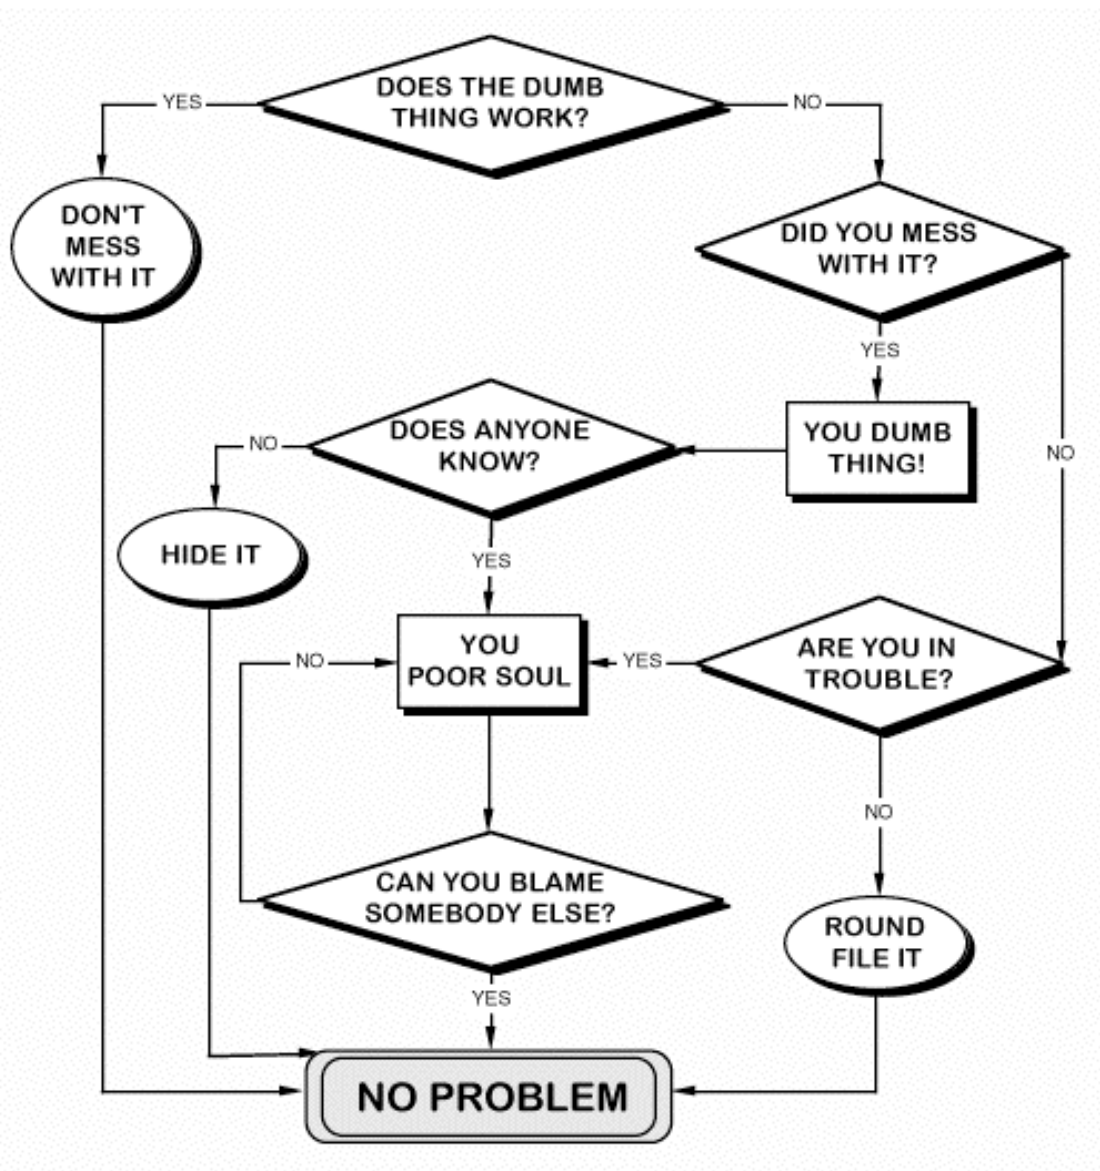 DOES THE DUMB
THING WORK?
YES
NO
DON'T
MESS
WITH IT
DID YOU MESS
WITH IT?
YES
NO
YOU DUMB
THING!
DOES ANYONE
KNOW?
NO
YES
HIDE IT
YOU
POOR SOUL
NO
YES
ARE YOU IN
TROUBLE?
NO
CAN YOU BLAME
SOMEBODY ELSE?
YES
ROUND
FILE IT
NO PROBLEM